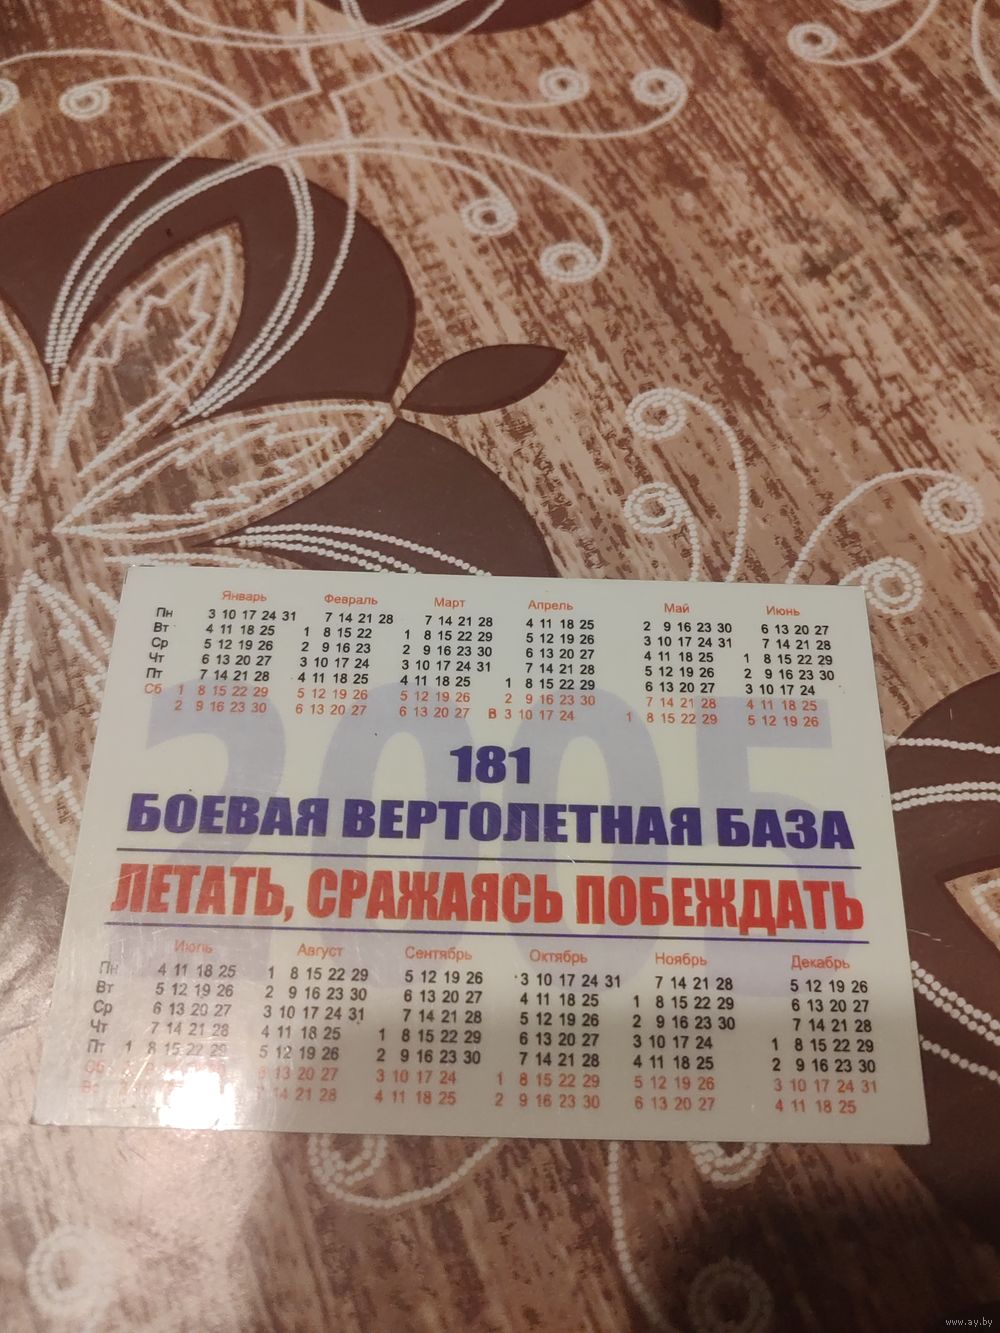 Январь Февраль Март Апрель Май Июнь
Пн 3 10 17 24 31 7 14 21 28 7 14 21 28 4 11 18 25 2 9 16 23 30 6 13 20 27
Вт 4 11 18 25 1 8 15 22 1 8 15 22 29 5 12 19 26 3 10 17 24 31 7 14 21 28
Ср 5 12 19 26 2 9 16 23 2 9 16 23 30 6 13 20 27 4 11 18 25 1 8 15 22 29
Чт 6 13 20 27 3 10 17 24 3 10 17 24 31 7 14 21 28 5 12 19 26 2 9 16 23 30
Пт 7 14 21 28 4 11 18 25 4 11 18 25 1 8 15 22 29 6 13 20 27 3 10 17 24
Сб 1 8 15 22 29 5 12 19 26 5 12 19 26 2 9 16 23 30 7 14 21 28 4 11 18 25
2 9 16 23 30 6 13 20 27 6 13 20 27 В 3 10 17 24 1 8 15 22 29 5 12 19 26
2005
181
БОЕВАЯ ВЕРТОЛЕТНАЯ БАЗА
ЛЕТАТЬ, СРАЖАЯСЬ ПОБЕЖДАТЬ
Июль Август Сентябрь Октябрь Ноябрь Декабрь
Пн 4 11 18 25 1 8 15 22 29 5 12 19 26 3 10 17 24 31 7 14 21 28 5 12 19 26
Вт 5 12 19 26 2 9 16 23 30 6 13 20 27 4 11 18 25 1 8 15 22 29 6 13 20 27
Ср 6 13 20 27 3 10 17 24 31 7 14 21 28 5 12 19 26 2 9 16 23 30 7 14 21 28
Чт 7 14 21 28 4 11 18 25 1 8 15 22 29 6 13 20 27 3 10 17 24 1 8 15 22 29
Пт 1 8 15 22 29 5 12 19 26 2 9 16 23 30 7 14 21 28 4 11 18 25 2 9 16 23 30
Сб 13 20 27 3 10 17 24 1 8 15 22 29 5 12 19 26 3 10 17 24 31
Вс 14 21 28 4 11 18 25 2 9 16 23 30 6 13 20 27 4 11 18 25
www.ay.by